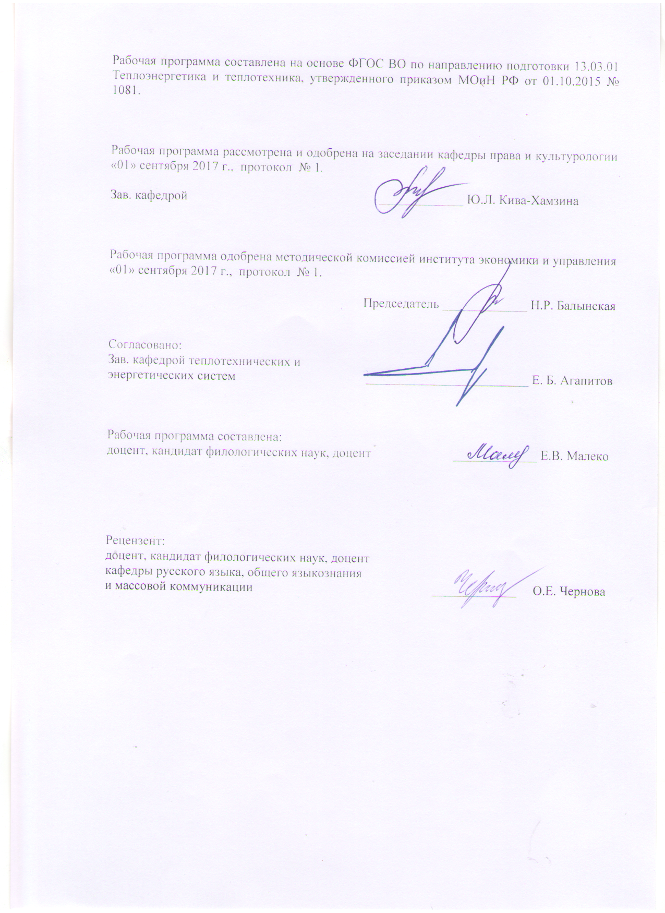 Рабочая программа составлена на основе ФГОС ВО по направлению подготовки 13.03.01
Теплоэнергетика и теплотехника, утвержденного приказом МОиН РФ от 01.10.2015 №
1081.
Рабочая программа рассмотрена и одобрена на заседании кафедры права и культурологии
«01» сентября 2017 г., протокол № 1.
Зав. кафедрой Ю.Л. Кива-Хамзина
Рабочая программа одобрена методической комиссией института экономики и управления
«01» сентября 2017 г., протокол № 1.
Председатель Н.Р. Балынская
Согласовано:
Зав. кафедрой теплотехнических и
энергетических систем Е. Б. Агапитов
Рабочая программа составлена:
доцент, кандидат филологических наук, доцент Е.В. Малеко
Рецензент:
доцент, кандидат филологических наук, доцент
кафедры русского языка, общего языкознания
и массовой коммуникации О.Е. Чернова